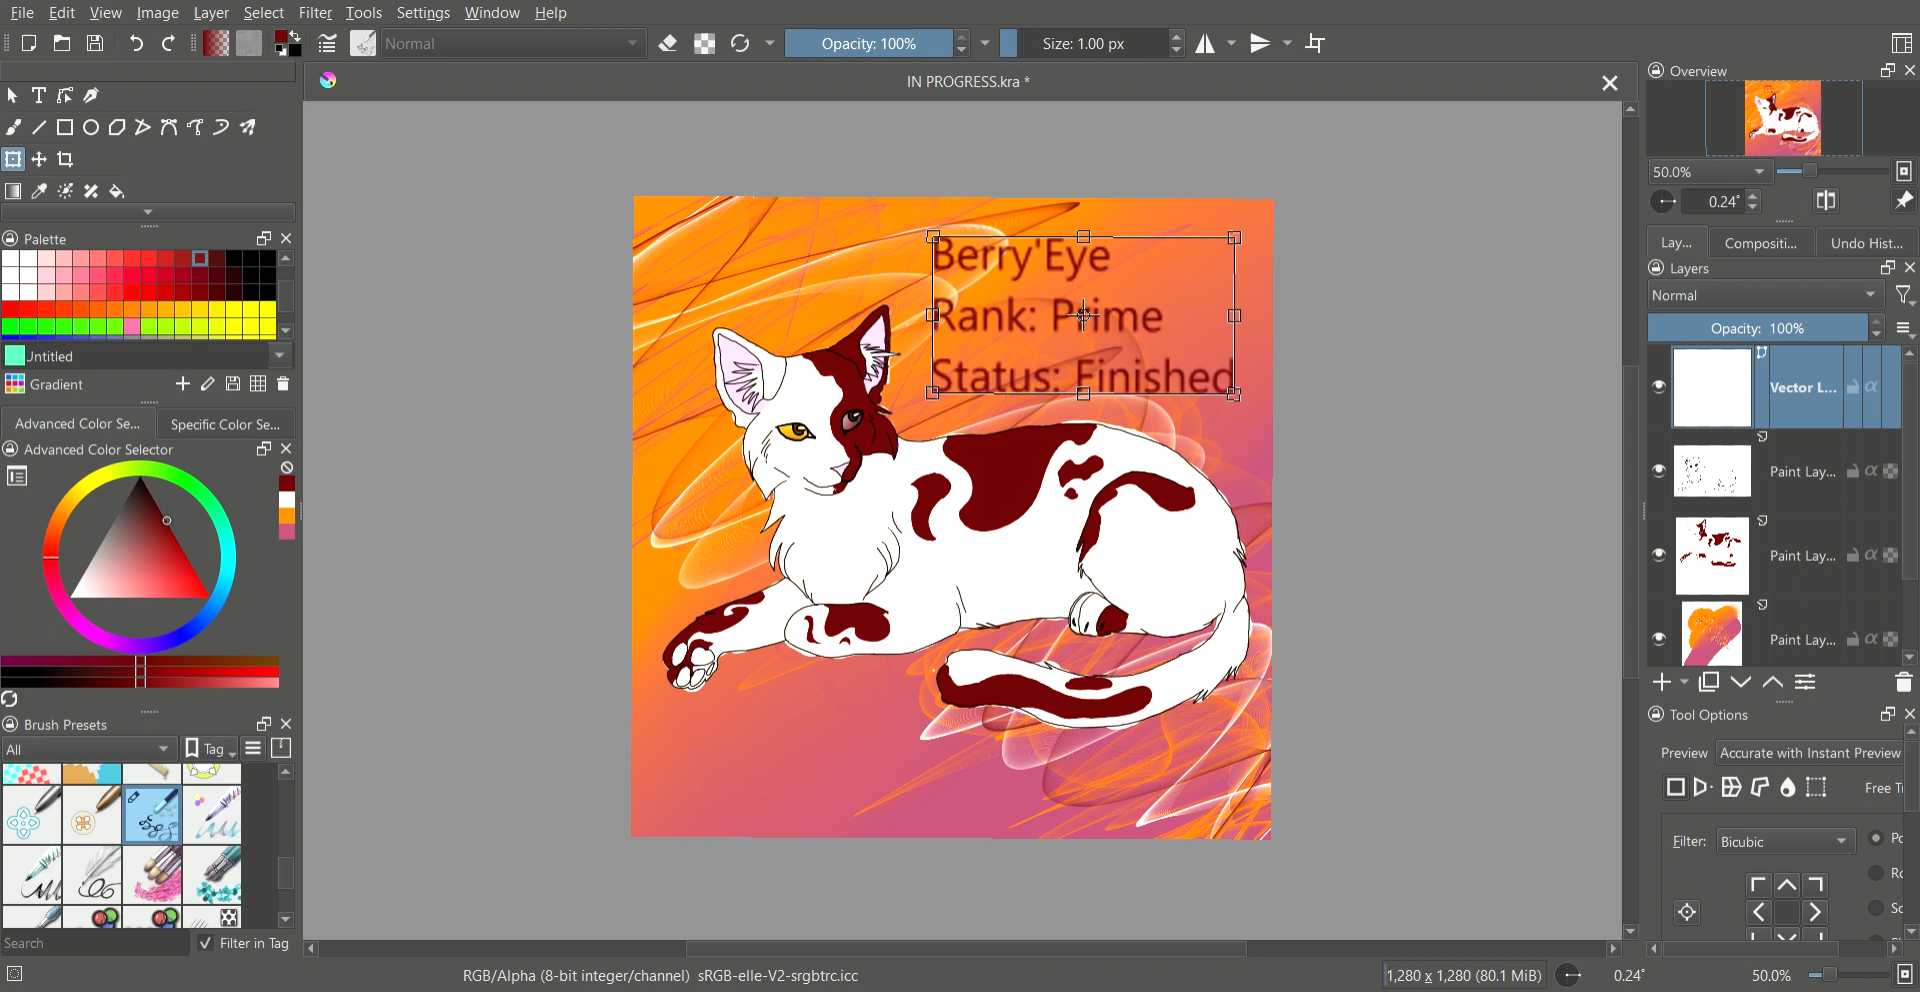 File Edit View Image Layer Select Filter Tools Settings Window Help
Normal
Opacity: 100%
Size: 1.00 px
IN PROGRESS.kra *
Overview
50.0%
0.24°
Palette
Untitled
Gradient
Advanced Color Se...
Specific Color Se...
Advanced Color Selector
Brush Presets
All
Tag
Search
Filter in Tag
Berry'Eye
Rank: Prime
Status: Finished
Lay...
Compositi...
Undo Hist...
Layers
Normal
Opacity: 100%
Vector L...
Paint Lay...
Paint Lay...
Paint Lay...
Tool Options
Preview Accurate with Instant Preview
Free T
Filter: Bicubic
RGB/Alpha (8-bit integer/channel) sRGB-elle-V2-srgbtrc.icc
1,280 x 1,280 (80.1 MiB)
0.24°
50.0%